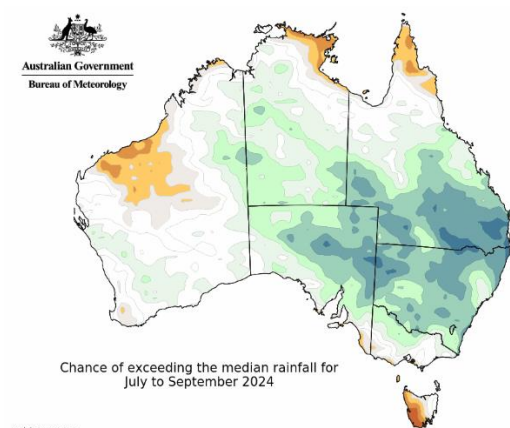 Australian Government
Bureau of Meteorology
Chance of exceeding the median rainfall for
July to September 2024